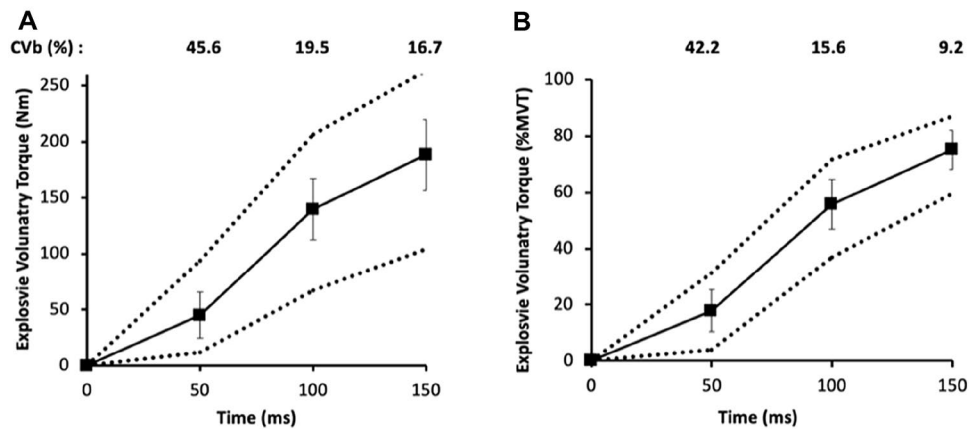 A
CVb (%) : 45.6 19.5 16.7
Explosvie Volunatry Torque (Nm)
250
200
150
100
50
0
0 50 100 150
Time (ms)
B
42.2 15.6 9.2
Explosvie Volunatry Torque (%MVT)
100
80
60
40
20
0
0 50 100 150
Time (ms)